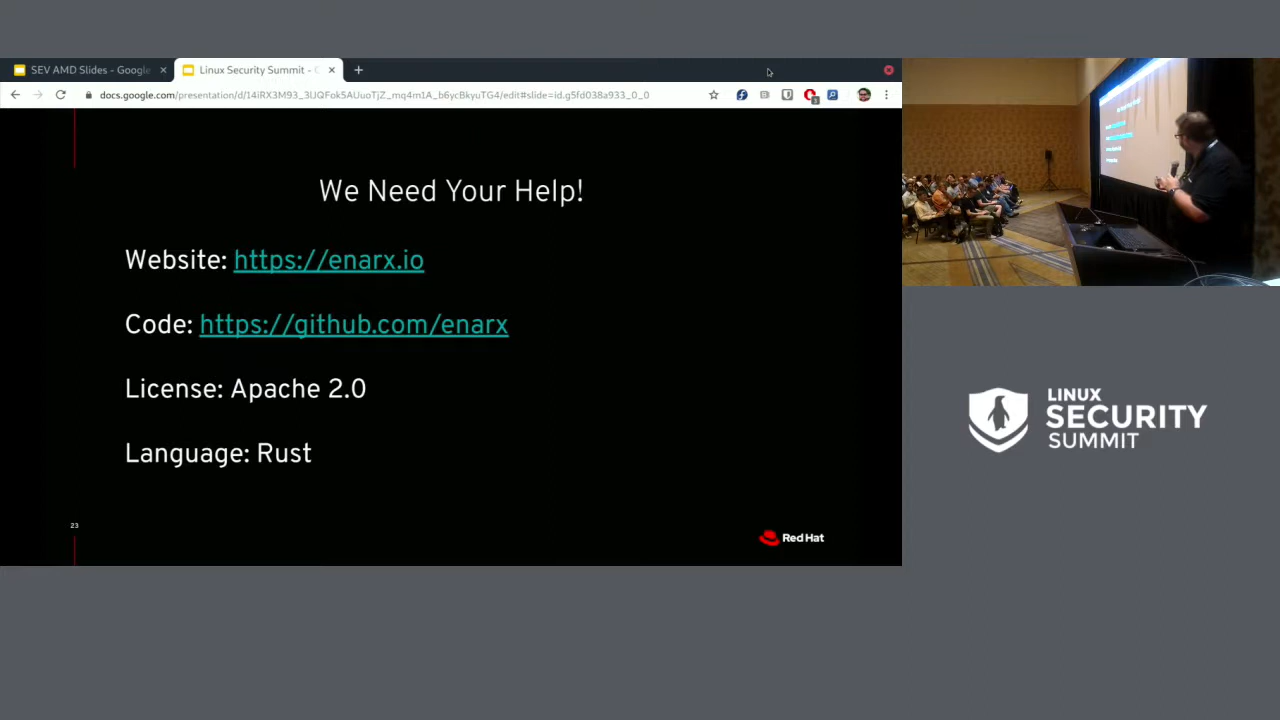 SEV AMD Slides - Google
Linux Security Summit - G
docs.google.com/presentation/d/14iRX3M93_3UQFok5AUuoTjZ_mq4m1A_b6ycBkyuTG4/edit#slide=id.g5fd038a933_0_0
We Need Your Help!
Website: https://enarx.io
Code: https://github.com/enarx
License: Apache 2.0
Language: Rust
23
Red Hat
LINUX
SECURITY
SUMMIT